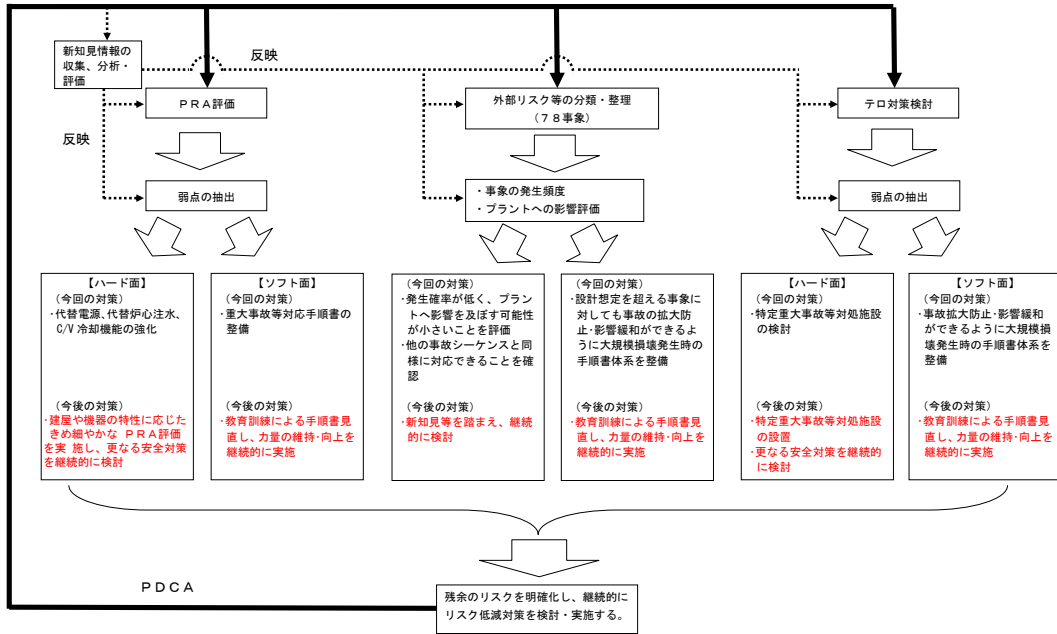 新知見情報の
収集、分析・
評価
反映
反映
ＰＲＡ評価
弱点の抽出
外部リスク等の分類・整理
（７８事象）
・事象の発生頻度
・プラントへの影響評価
テロ対策検討
弱点の抽出
【ハード面】
（今回の対策）
・代替電源、代替炉心注水、
C/V 冷却機能の強化
（今後の対策）
・建屋や機器の特性に応じた
きめ細やかな ＰＲＡ評価
を実 施し、更なる安全対策
を継続的に検討
【ソフト面】
（今回の対策）
・重大事故等対応手順書の
整備
（今後の対策）
・教育訓練による手順書見
直し、力量の維持・向上を
継続的に実施
（今回の対策）
・発生確率が低く、プラン
トへ影響を及ぼす可能性
が小さいことを評価
・他の事故シーケンスと同
様に対応できることを確
認
（今後の対策）
・新知見等を踏まえ、継続
的に検討
（今回の対策）
・設計想定を超える事象に
対しても事故の拡大防
止・影響緩和ができるよ
うに大規模損壊発生時の
手順書体系を整備
（今後の対策）
・教育訓練による手順書見
直し、力量の維持・向上を
継続的に実施
【ハード面】
（今回の対策）
・特定重大事故等対処施設
の検討
（今後の対策）
・特定重大事故等対処施設
の設置
・更なる安全対策を継続的
に検討
【ソフト面】
（今回の対策）
・事故拡大防止・影響緩和
ができるように大規模損
壊発生時の手順書体系を
整備
（今後の対策）
・教育訓練による手順書見
直し、力量の維持・向上を
継続的に実施
ＰＤＣＡ
残余のリスクを明確化し、継続的に
リスク低減対策を検討・実施する。